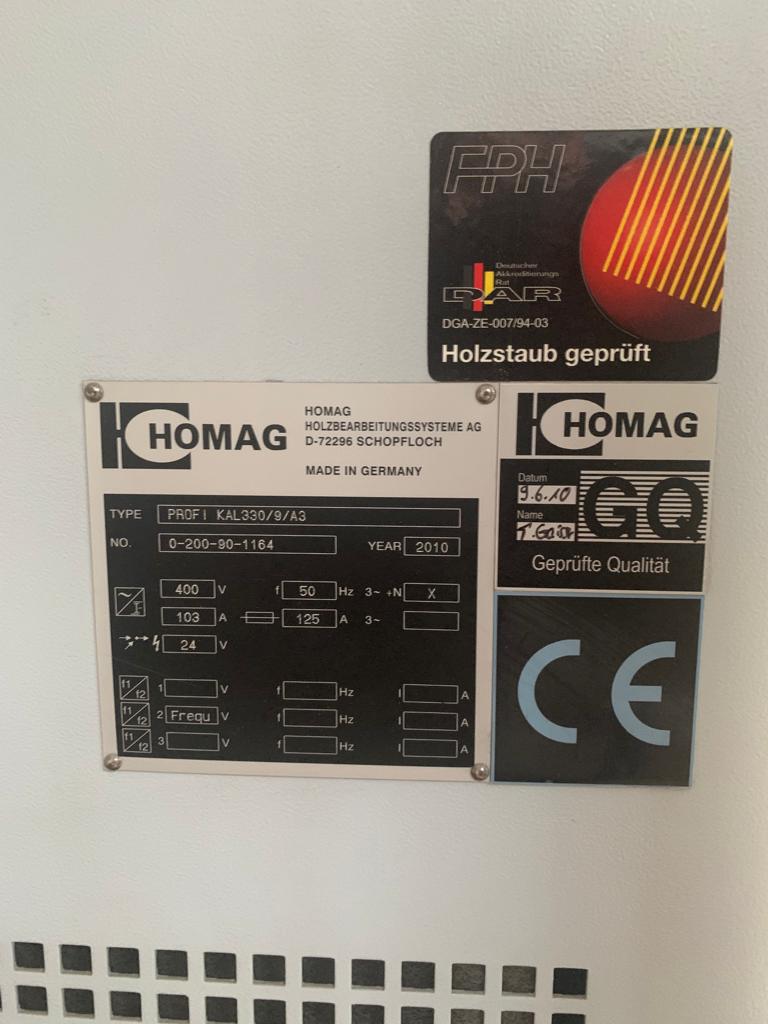 FPH
Deutscher
Akkreditierungs
Rat
DAR
DGA-ZE-007/94-03
Holzstaub geprüft
HOMAG
HOMAG
HOLZBEARBEITUNGSSYSTEME AG
D-72296 SCHOPFLOCH
MADE IN GERMANY
TYPE PROFI KAL330/9/A3
NO. 0-200-90-1164 YEAR 2010
~ 400 V f 50 Hz 3~ +N X
103 A 125 A 3~
24 V
f1/f2 1 V f Hz I A
f1/f2 2 Frequ V f Hz I A
f1/f2 3 V f Hz I A
HOMAG
Datum
9.6.10
Name
GQ
Geprüfte Qualität
CE